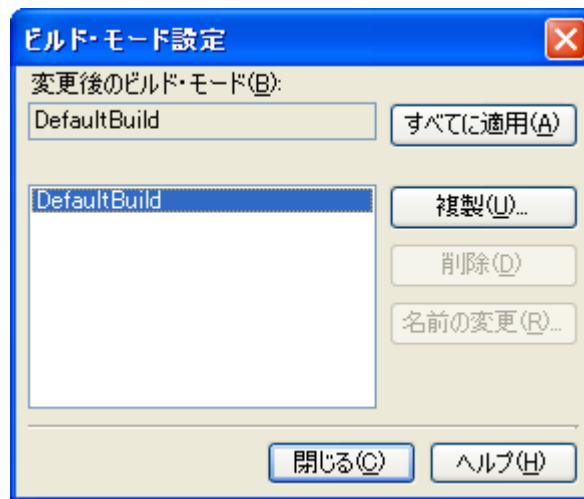 ビルド・モード設定
変更後のビルド・モード(B):
DefaultBuild
すべてに適用(A)
DefaultBuild
複製(U)...
削除(D)
名前の変更(R)...
閉じる(C)
ヘルプ(H)